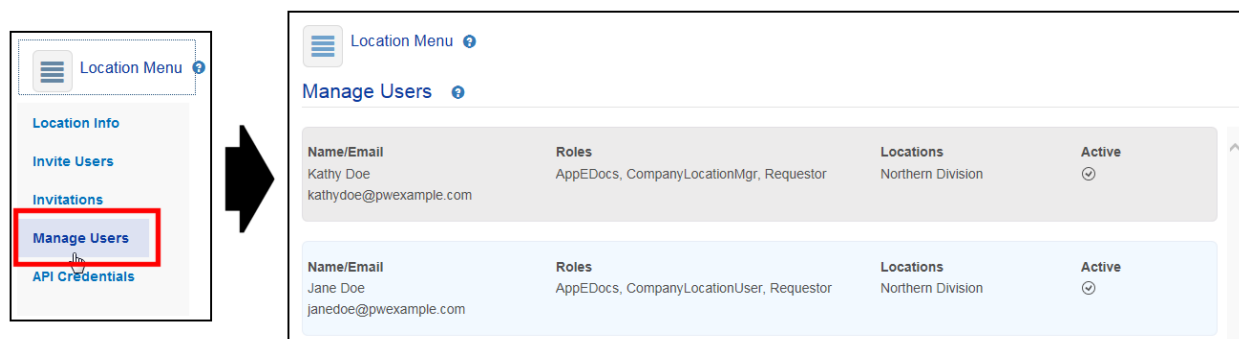 Location Menu ?
Location Info
Invite Users
Invitations
Manage Users
API Credentials
Location Menu ?
Manage Users ?
Name/Email Roles Locations Active
Kathy Doe AppEDocs, CompanyLocationMgr, Requestor Northern Division
kathydoe@pwexample.com
Name/Email Roles Locations Active
Jane Doe AppEDocs, CompanyLocationUser, Requestor Northern Division
janedoe@pwexample.com